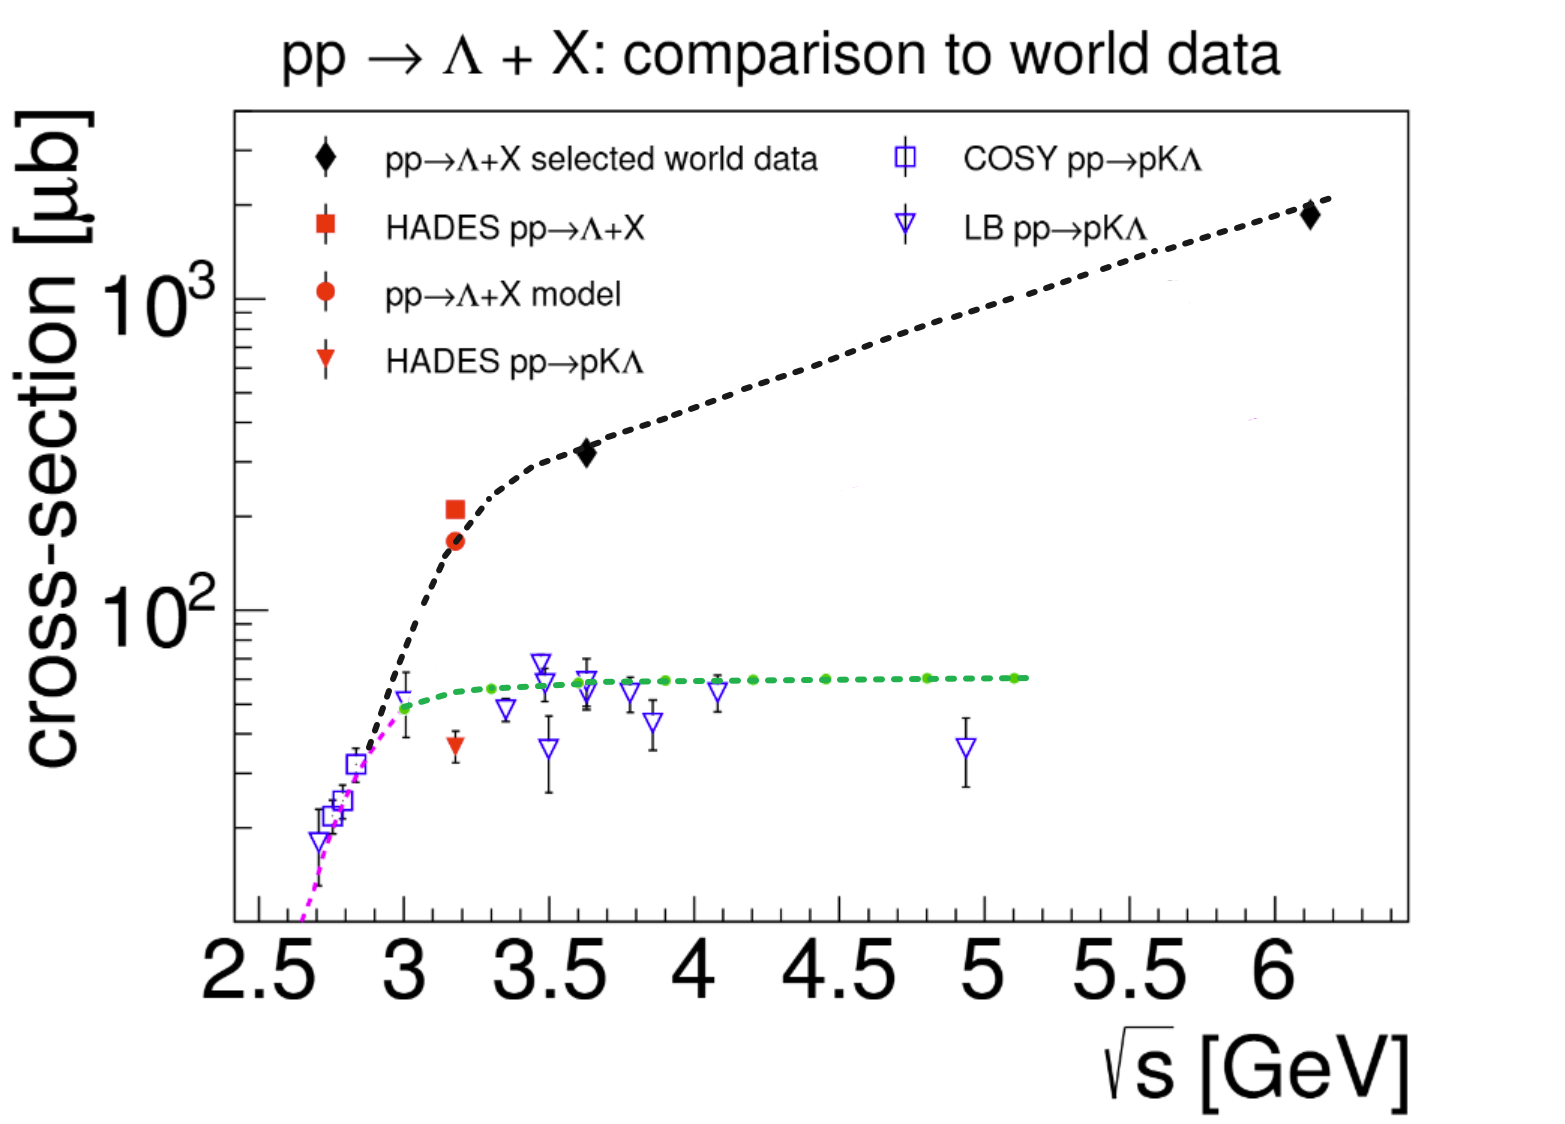 pp → Λ + X: comparison to world data
cross-section [μb]
pp→Λ+X selected world data
HADES pp→Λ+X
pp→Λ+X model
HADES pp→pKΛ
COSY pp→pKΛ
LB pp→pKΛ
10³
10²
2.5 3 3.5 4 4.5 5 5.5 6
√s [GeV]